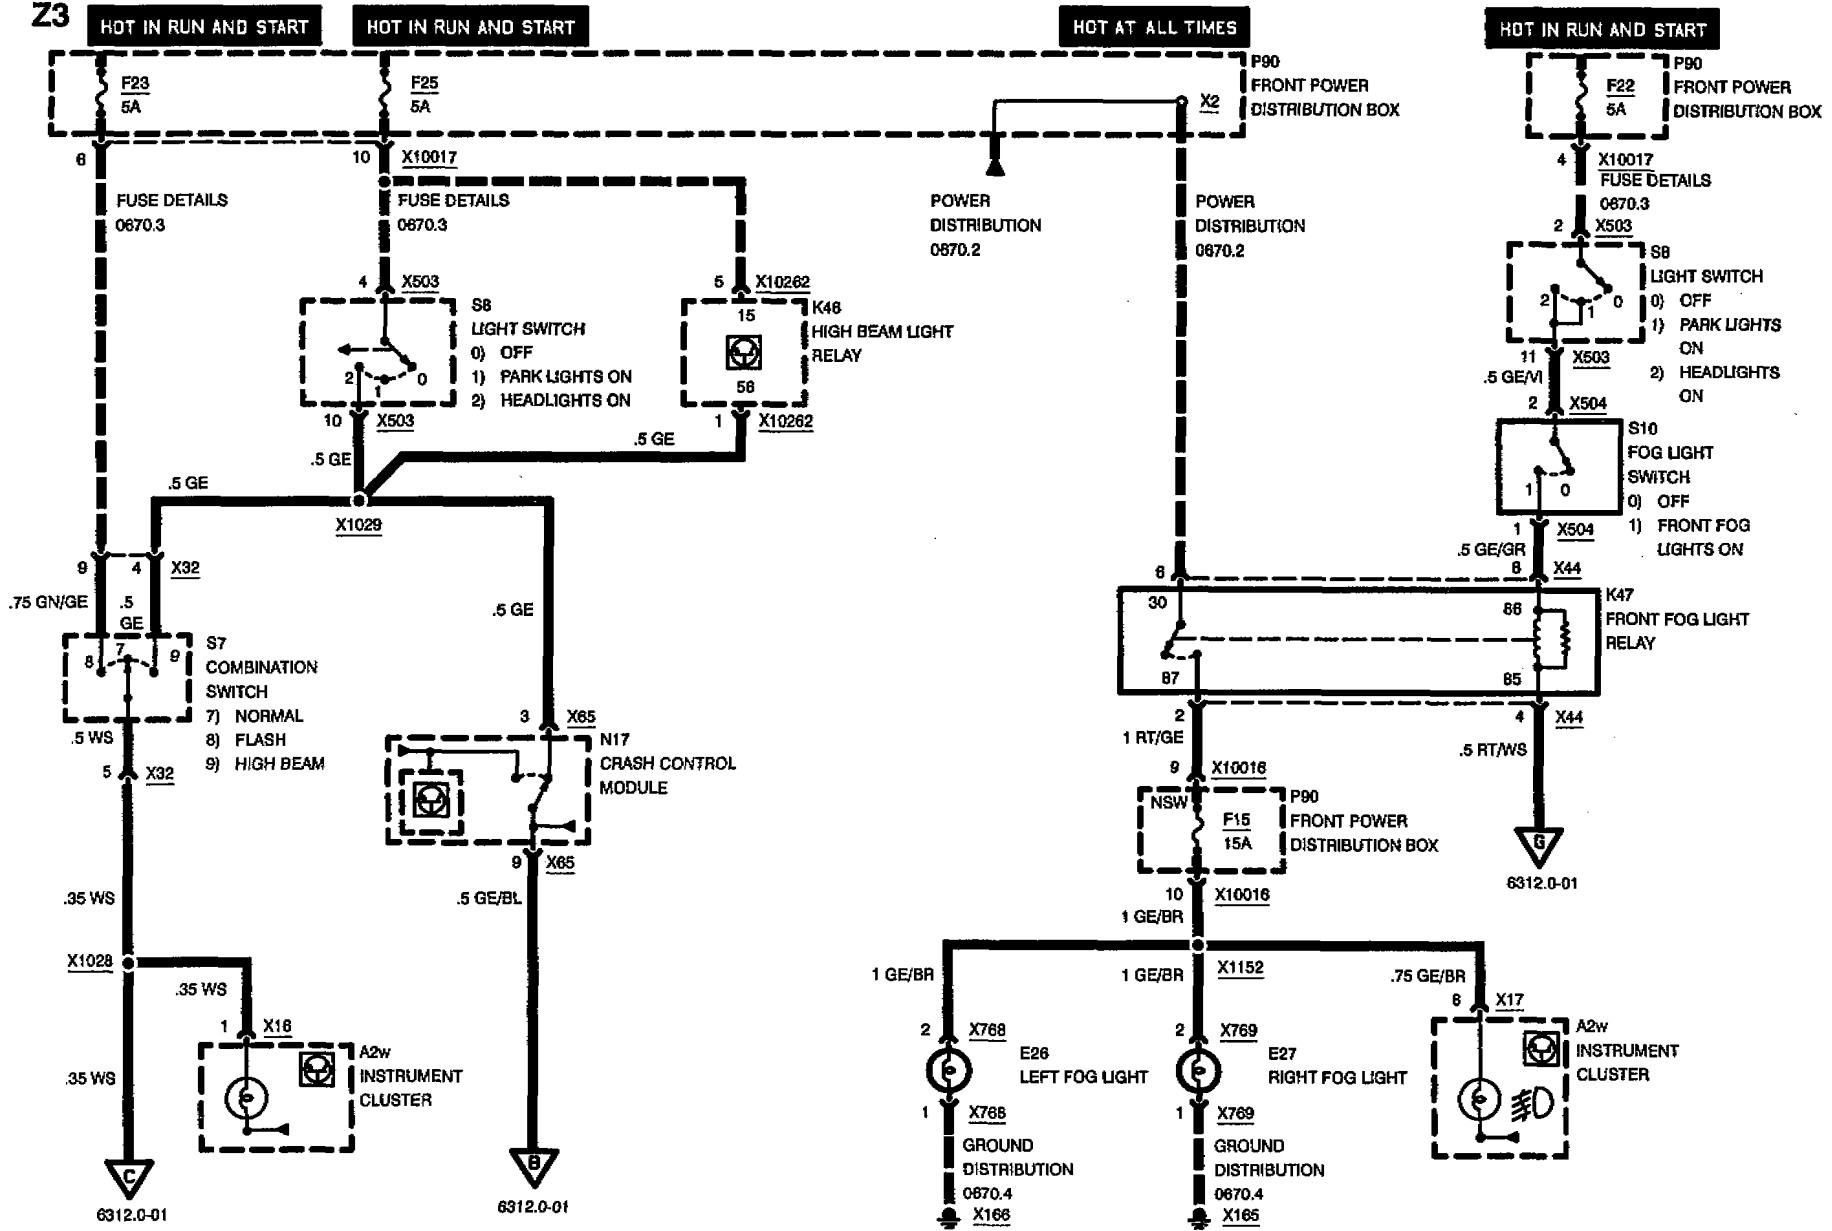 Z3
HOT IN RUN AND START
HOT IN RUN AND START
HOT AT ALL TIMES
HOT IN RUN AND START
F23
5A
F25
5A
X2
P90
FRONT POWER
DISTRIBUTION BOX
F22
5A
P90
FRONT POWER
DISTRIBUTION BOX
6
10
X10017
FUSE DETAILS
0670.3
FUSE DETAILS
0670.3
POWER
DISTRIBUTION
0670.2
POWER
DISTRIBUTION
0670.2
4
X10017
FUSE DETAILS
0670.3
2
X503
S8
LIGHT SWITCH
0) OFF
1) PARK LIGHTS
ON
2) HEADLIGHTS
ON
2
1
0
11
X503
.5 GE/VI
2
X504
4
X503
S8
LIGHT SWITCH
0) OFF
1) PARK LIGHTS ON
2) HEADLIGHTS ON
2
1
0
10
X503
5
X10262
15
K46
HIGH BEAM LIGHT
RELAY
56
1
X10262
.5 GE
.5 GE
.5 GE
X1029
S10
FOG LIGHT
SWITCH
0) OFF
1) FRONT FOG
LIGHTS ON
1
0
1
X504
.5 GE/GR
9
4
X32
.75 GN/GE
.5
GE
8
7
9
S7
COMBINATION
SWITCH
7) NORMAL
8) FLASH
9) HIGH BEAM
.5 WS
5
X32
.5 GE
3
X65
N17
CRASH CONTROL
MODULE
9
X65
.5 GE/BL
6
8
X44
30
86
K47
FRONT FOG LIGHT
RELAY
87
85
2
4
X44
1 RT/GE
.5 RT/WS
9
X10016
NSW
F15
15A
P90
FRONT POWER
DISTRIBUTION BOX
G
6312.0-01
10
X10016
1 GE/BR
.35 WS
X1028
.35 WS
1
X16
A2w
INSTRUMENT
CLUSTER
.35 WS
C
6312.0-01
B
6312.0-01
1 GE/BR
1 GE/BR
X1152
.75 GE/BR
2
X768
E26
LEFT FOG LIGHT
2
X769
E27
RIGHT FOG LIGHT
8
X17
A2w
INSTRUMENT
CLUSTER
1
X768
GROUND
DISTRIBUTION
0670.4
X166
1
X769
GROUND
DISTRIBUTION
0670.4
X165